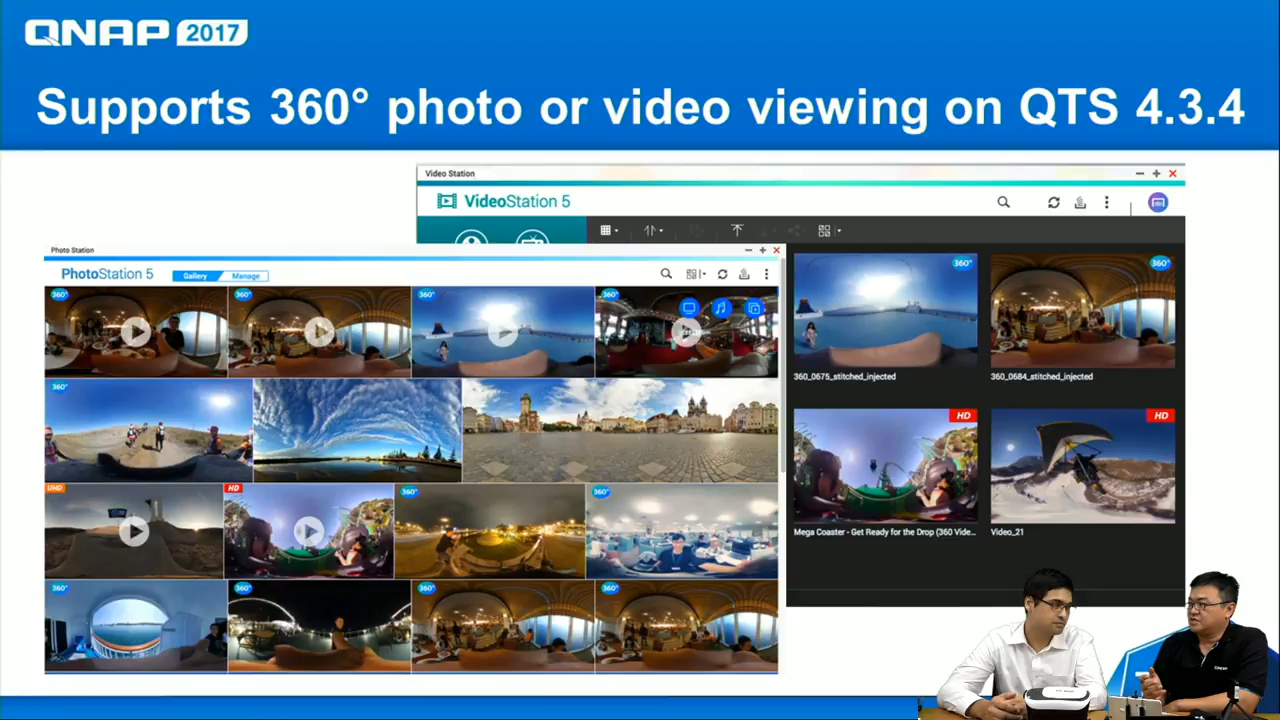 QNAP 2017
Supports 360° photo or video viewing on QTS 4.3.4
Video Station
VideoStation 5
Photo Station
PhotoStation 5
Gallery
Manage
360°
360°
360°
360°
360°
360°
360_0675_stitched_injected
360_0684_stitched_injected
HD
HD
UHD
HD
360°
360°
Mega Coaster - Get Ready for the Drop (360 Vide...
Video_21
360°
360°
360°
360°